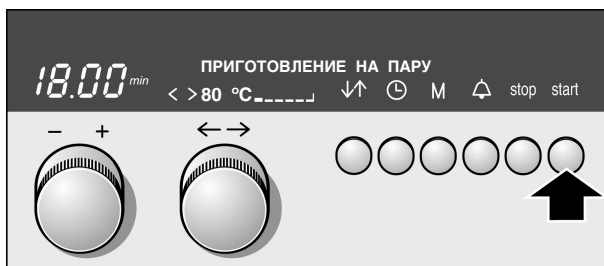 ПРИГОТОВЛЕНИЕ НА ПАРУ
18.00 min < > 80 °C M stop start
− +